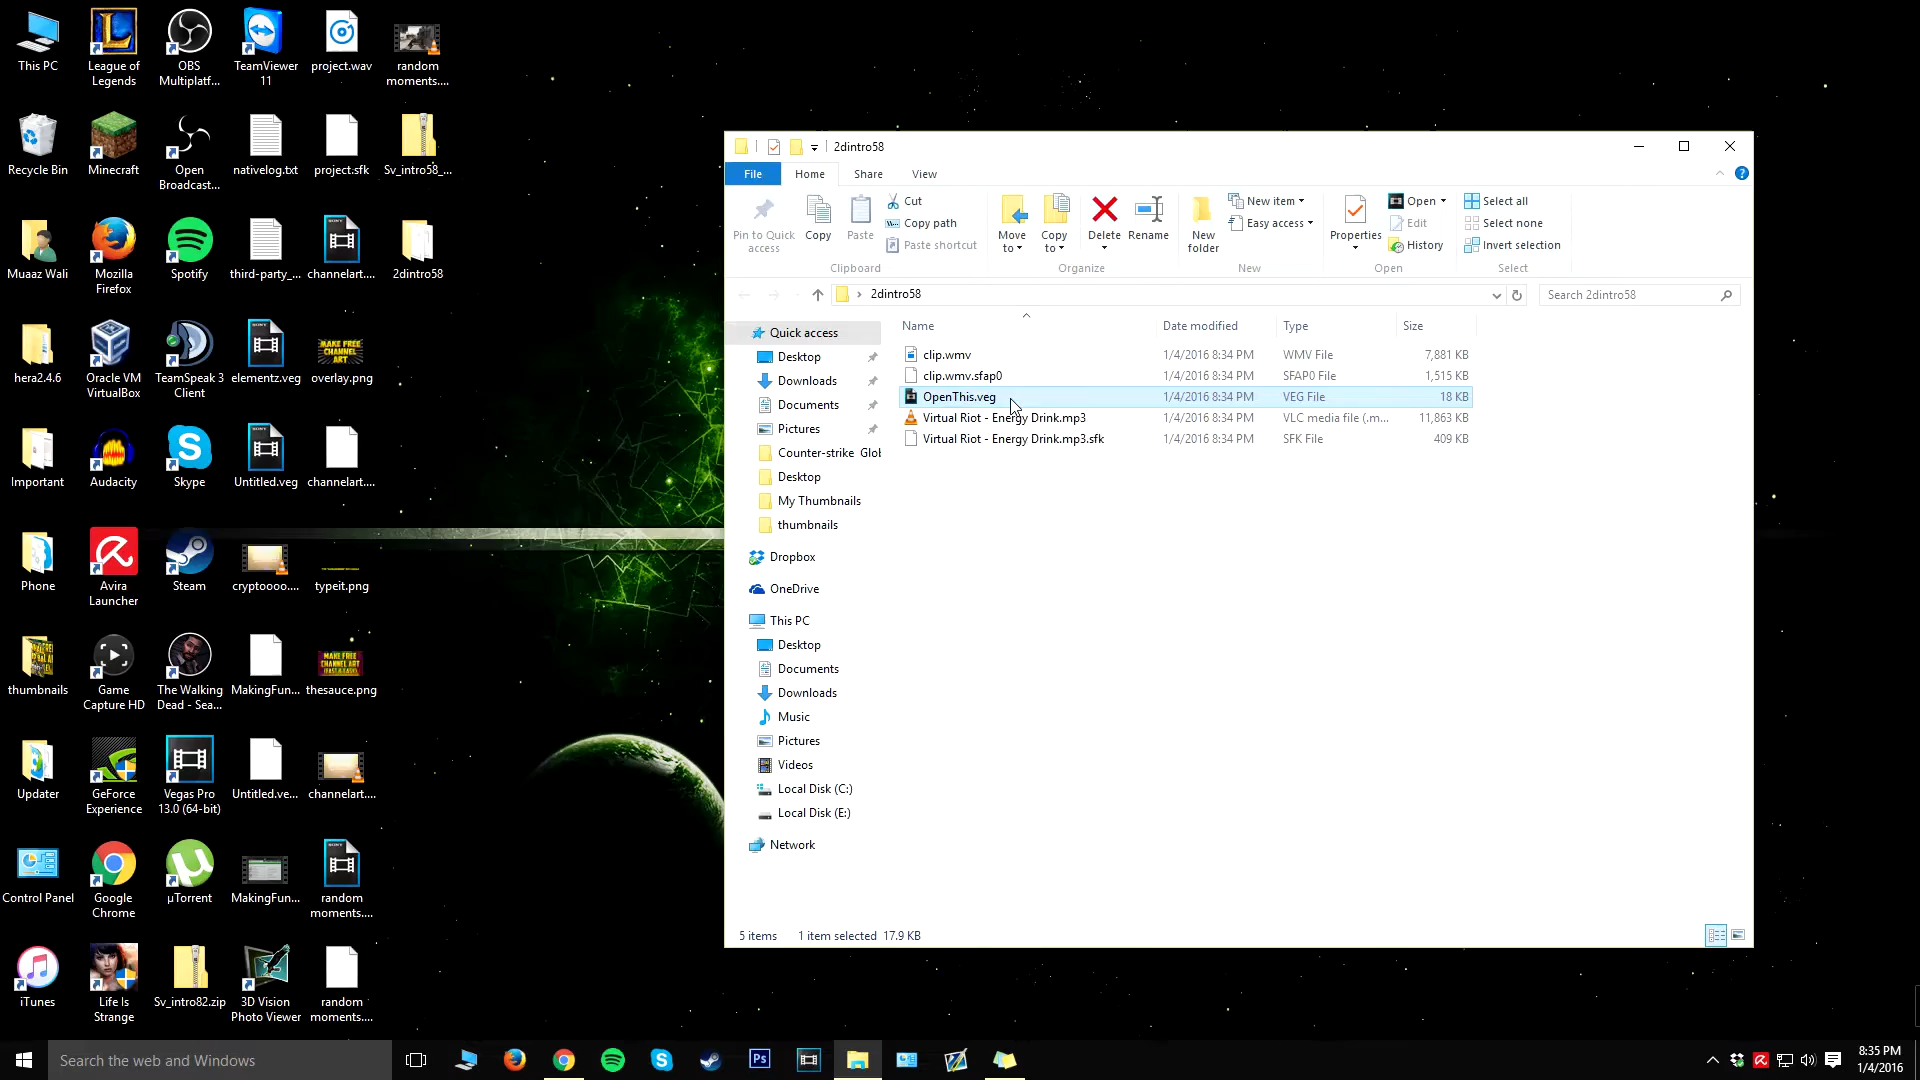 This PC
League of
Legends
OBS
Multiplatf...
TeamViewer
11
project.wav
random
moments....
Recycle Bin
Minecraft
Open
Broadcast...
nativelog.txt
project.sfk
Sv_intro58_...
Muaaz Wali
Mozilla
Firefox
Spotify
third-party_...
channelart....
2dintro58
hera2.4.6
Oracle VM
VirtualBox
TeamSpeak 3
Client
elementz.veg
MAKE FREE
CHANNEL
ART
overlay.png
Important
Audacity
Skype
Untitled.veg
channelart....
Phone
Avira
Launcher
Steam
cryptoooo....
typeit.png
thumbnails
Game
Capture HD
The Walking
Dead - Sea...
MakingFun...
MAKE FREE
CHANNEL ART
thesauce.png
Updater
GeForce
Experience
Vegas Pro
13.0 (64-bit)
Untitled.ve...
channelart....
Control Panel
Google
Chrome
µTorrent
MakingFun...
random
moments....
iTunes
Life Is
Strange
Sv_intro82.zip
3D Vision
Photo Viewer
random
moments....
2dintro58
File
Home
Share
View
Pin to Quick
access
Copy
Paste
Cut
Copy path
Paste shortcut
Clipboard
Move
to
Copy
to
Delete
Rename
Organize
New
folder
New item
Easy access
New
Properties
Open
Edit
History
Open
Select all
Select none
Invert selection
Select
2dintro58
Search 2dintro58
Name
Date modified
Type
Size
clip.wmv 1/4/2016 8:34 PM WMV File 7,881 KB
clip.wmv.sfap0 1/4/2016 8:34 PM SFAP0 File 1,515 KB
OpenThis.veg 1/4/2016 8:34 PM VEG File 18 KB
Virtual Riot - Energy Drink.mp3 1/4/2016 8:34 PM VLC media file (.m... 11,863 KB
Virtual Riot - Energy Drink.mp3.sfk 1/4/2016 8:34 PM SFK File 409 KB
Quick access
Desktop
Downloads
Documents
Pictures
Counter-strike Glob
Desktop
My Thumbnails
thumbnails
Dropbox
OneDrive
This PC
Desktop
Documents
Downloads
Music
Pictures
Videos
Local Disk (C:)
Local Disk (E:)
Network
5 items 1 item selected 17.9 KB
Search the web and Windows
Ps
8:35 PM
1/4/2016